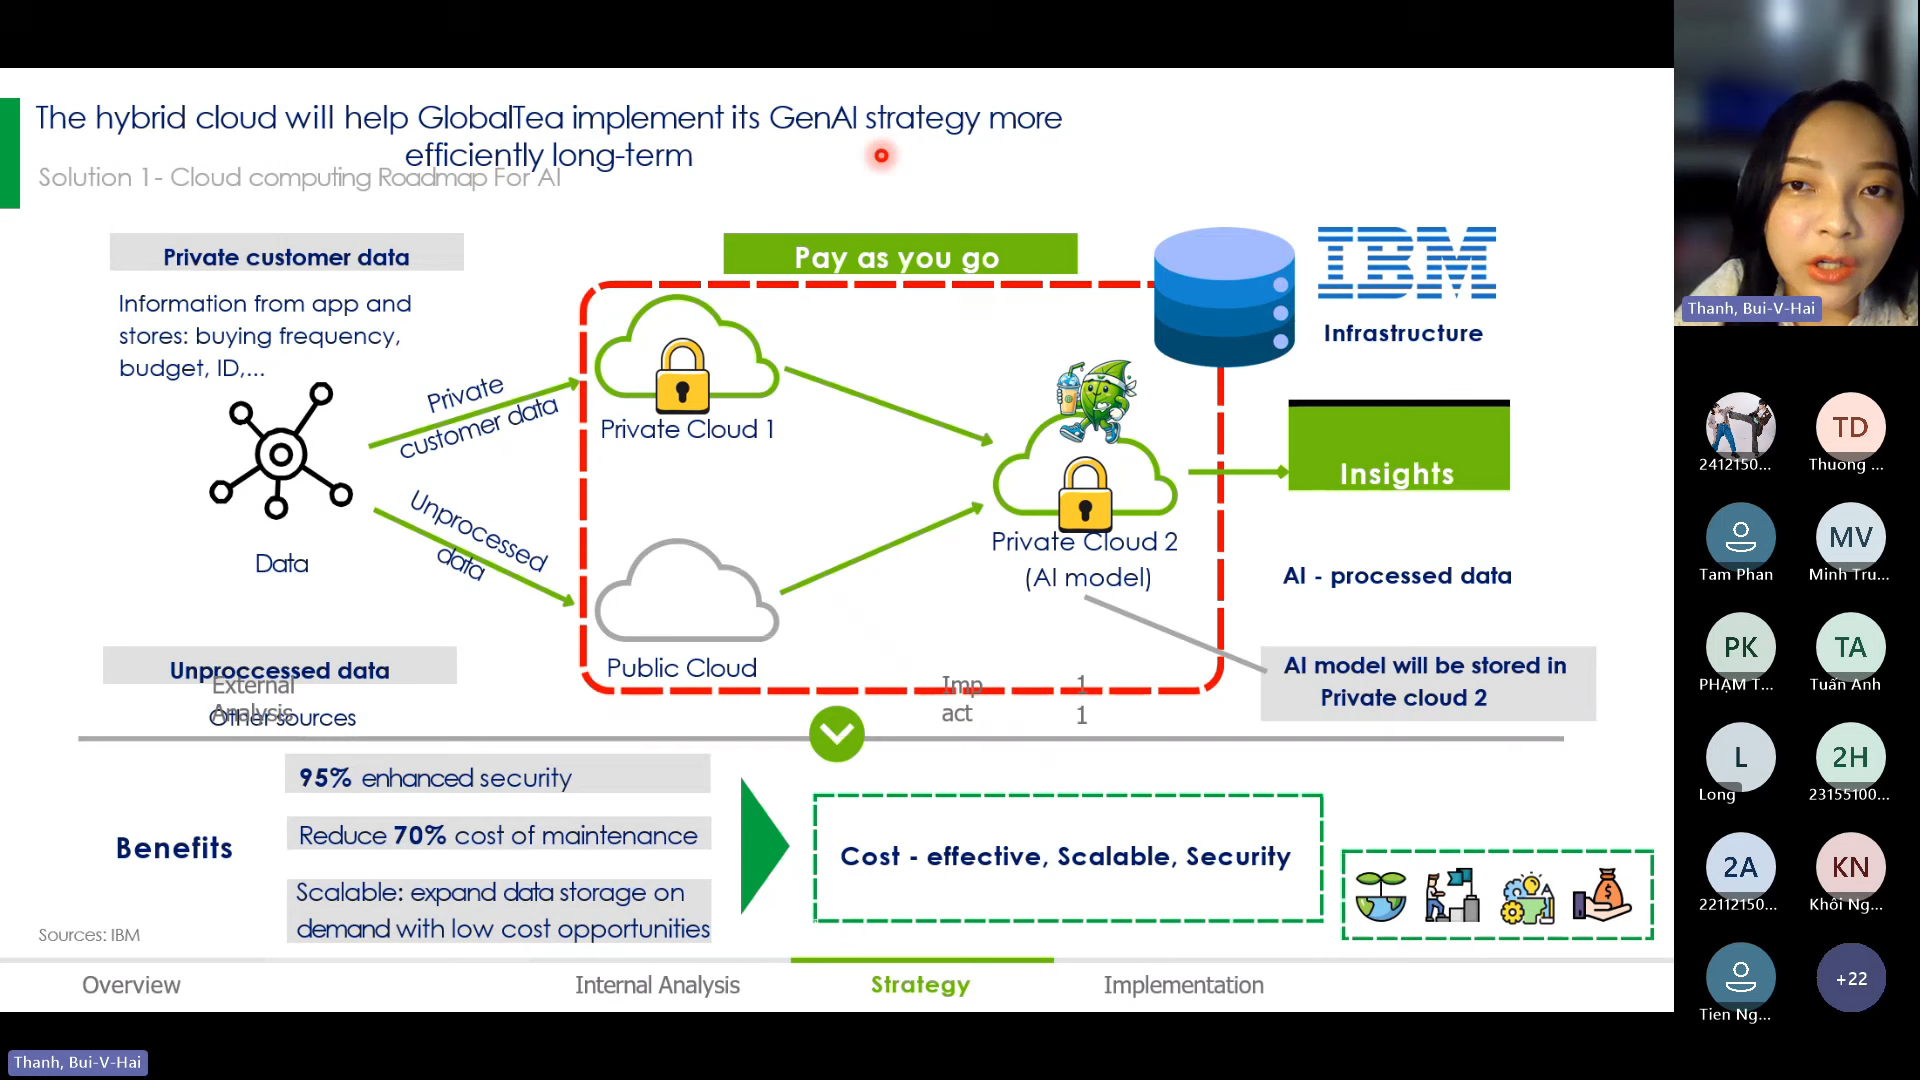 The hybrid cloud will help GlobalTea implement its GenAI strategy more
efficiently long-term
Solution 1- Cloud computing Roadmap For AI
Private customer data
Information from app and
stores: buying frequency,
budget, ID,...
Data
Private
customer data
Unprocessed
data
Unproccessed data
External
Analysis
Other sources
Pay as you go
Private Cloud 1
Public Cloud
Private Cloud 2
(AI model)
Imp
act
1
1
IBM
Infrastructure
Insights
AI - processed data
AI model will be stored in
Private cloud 2
Benefits
95% enhanced security
Reduce 70% cost of maintenance
Scalable: expand data storage on
demand with low cost opportunities
Cost - effective, Scalable, Security
Sources: IBM
Overview
Internal Analysis
Strategy
Implementation
Thanh, Bui-V-Hai
Thanh, Bui-V-Hai
2412150...
TD
Thuong ...
Tam Phan
MV
Minh Tru...
PK
PHẠM T...
TA
Tuấn Anh
L
Long
2H
23155100...
2A
22112150...
KN
Khôi Ng...
Tien Ng...
+22